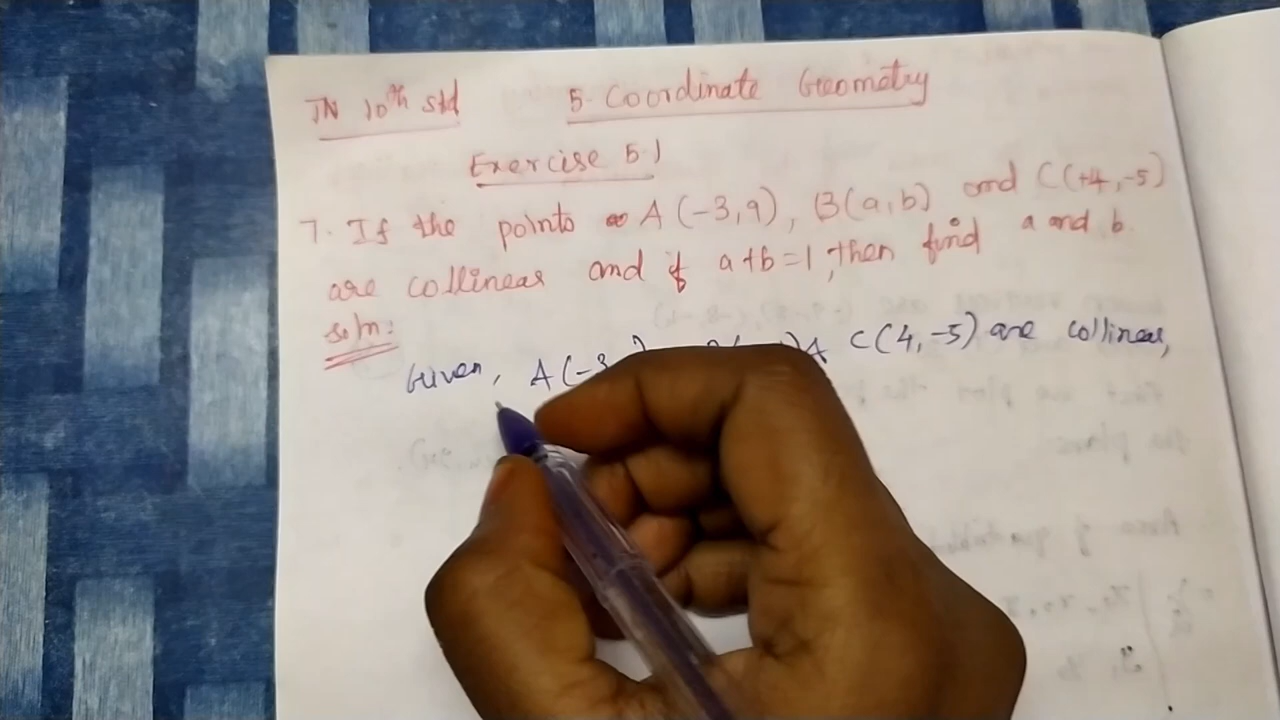 TN 10th std 5. Coordinate Geometry
Exercise 5.1
7. If the points A (-3,9), B(a,b) and C(+4,-5)
are collinear and if a+b=1, then find a and b.
soln:
Given, A(-3 C(4,-5) are collinear,